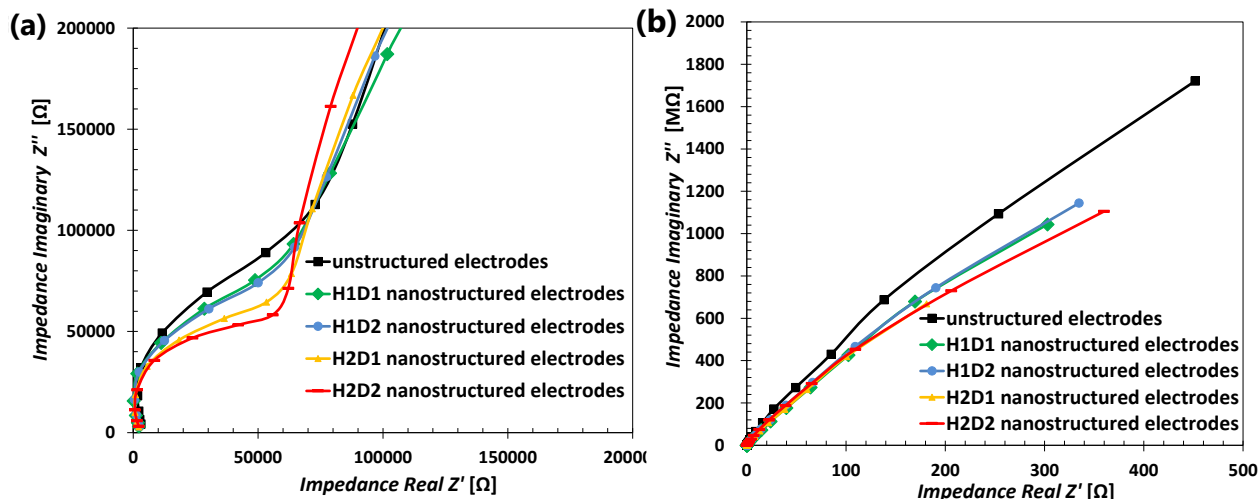 (a)
200000
150000
100000
50000
0
Impedance Imaginary Z'' [Ω]
unstructured electrodes
H1D1 nanostructured electrodes
H1D2 nanostructured electrodes
H2D1 nanostructured electrodes
H2D2 nanostructured electrodes
0 50000 100000 150000 20000
Impedance Real Z' [Ω]
(b)
2000
1800
1600
1400
1200
1000
800
600
400
200
0
Impedance Imaginary Z'' [MΩ]
unstructured electrodes
H1D1 nanostructured electrodes
H1D2 nanostructured electrodes
H2D1 nanostructured electrodes
H2D2 nanostructured electrodes
0 100 200 300 400 500
Impedance Real Z' [Ω]